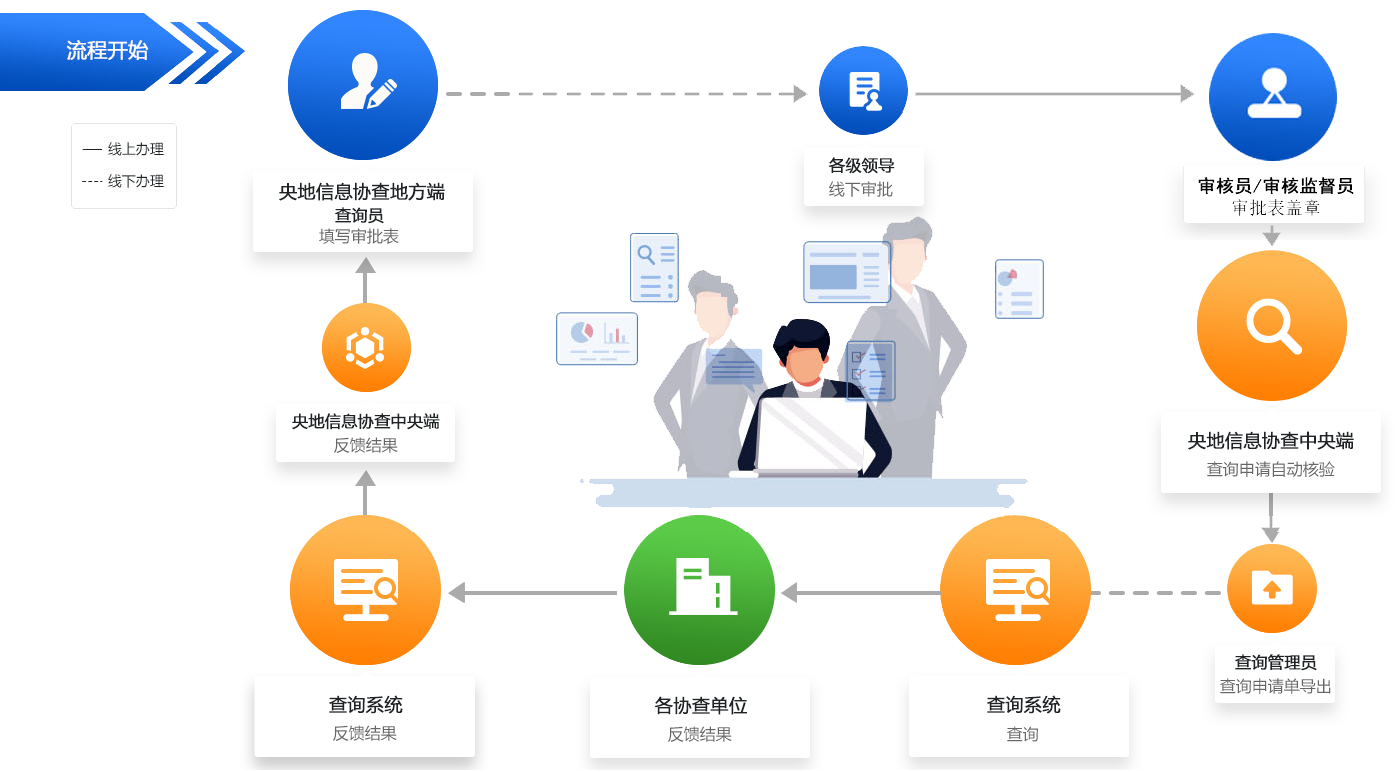 流程开始
线上办理
线下办理
央地信息协查地方端
查询员
填写审批表
各级领导
线下审批
审核员/审核监督员
审批表盖章
央地信息协查中央端
查询申请自动核验
查询管理员
查询申请单导出
查询系统
查询
各协查单位
反馈结果
查询系统
反馈结果
央地信息协查中央端
反馈结果